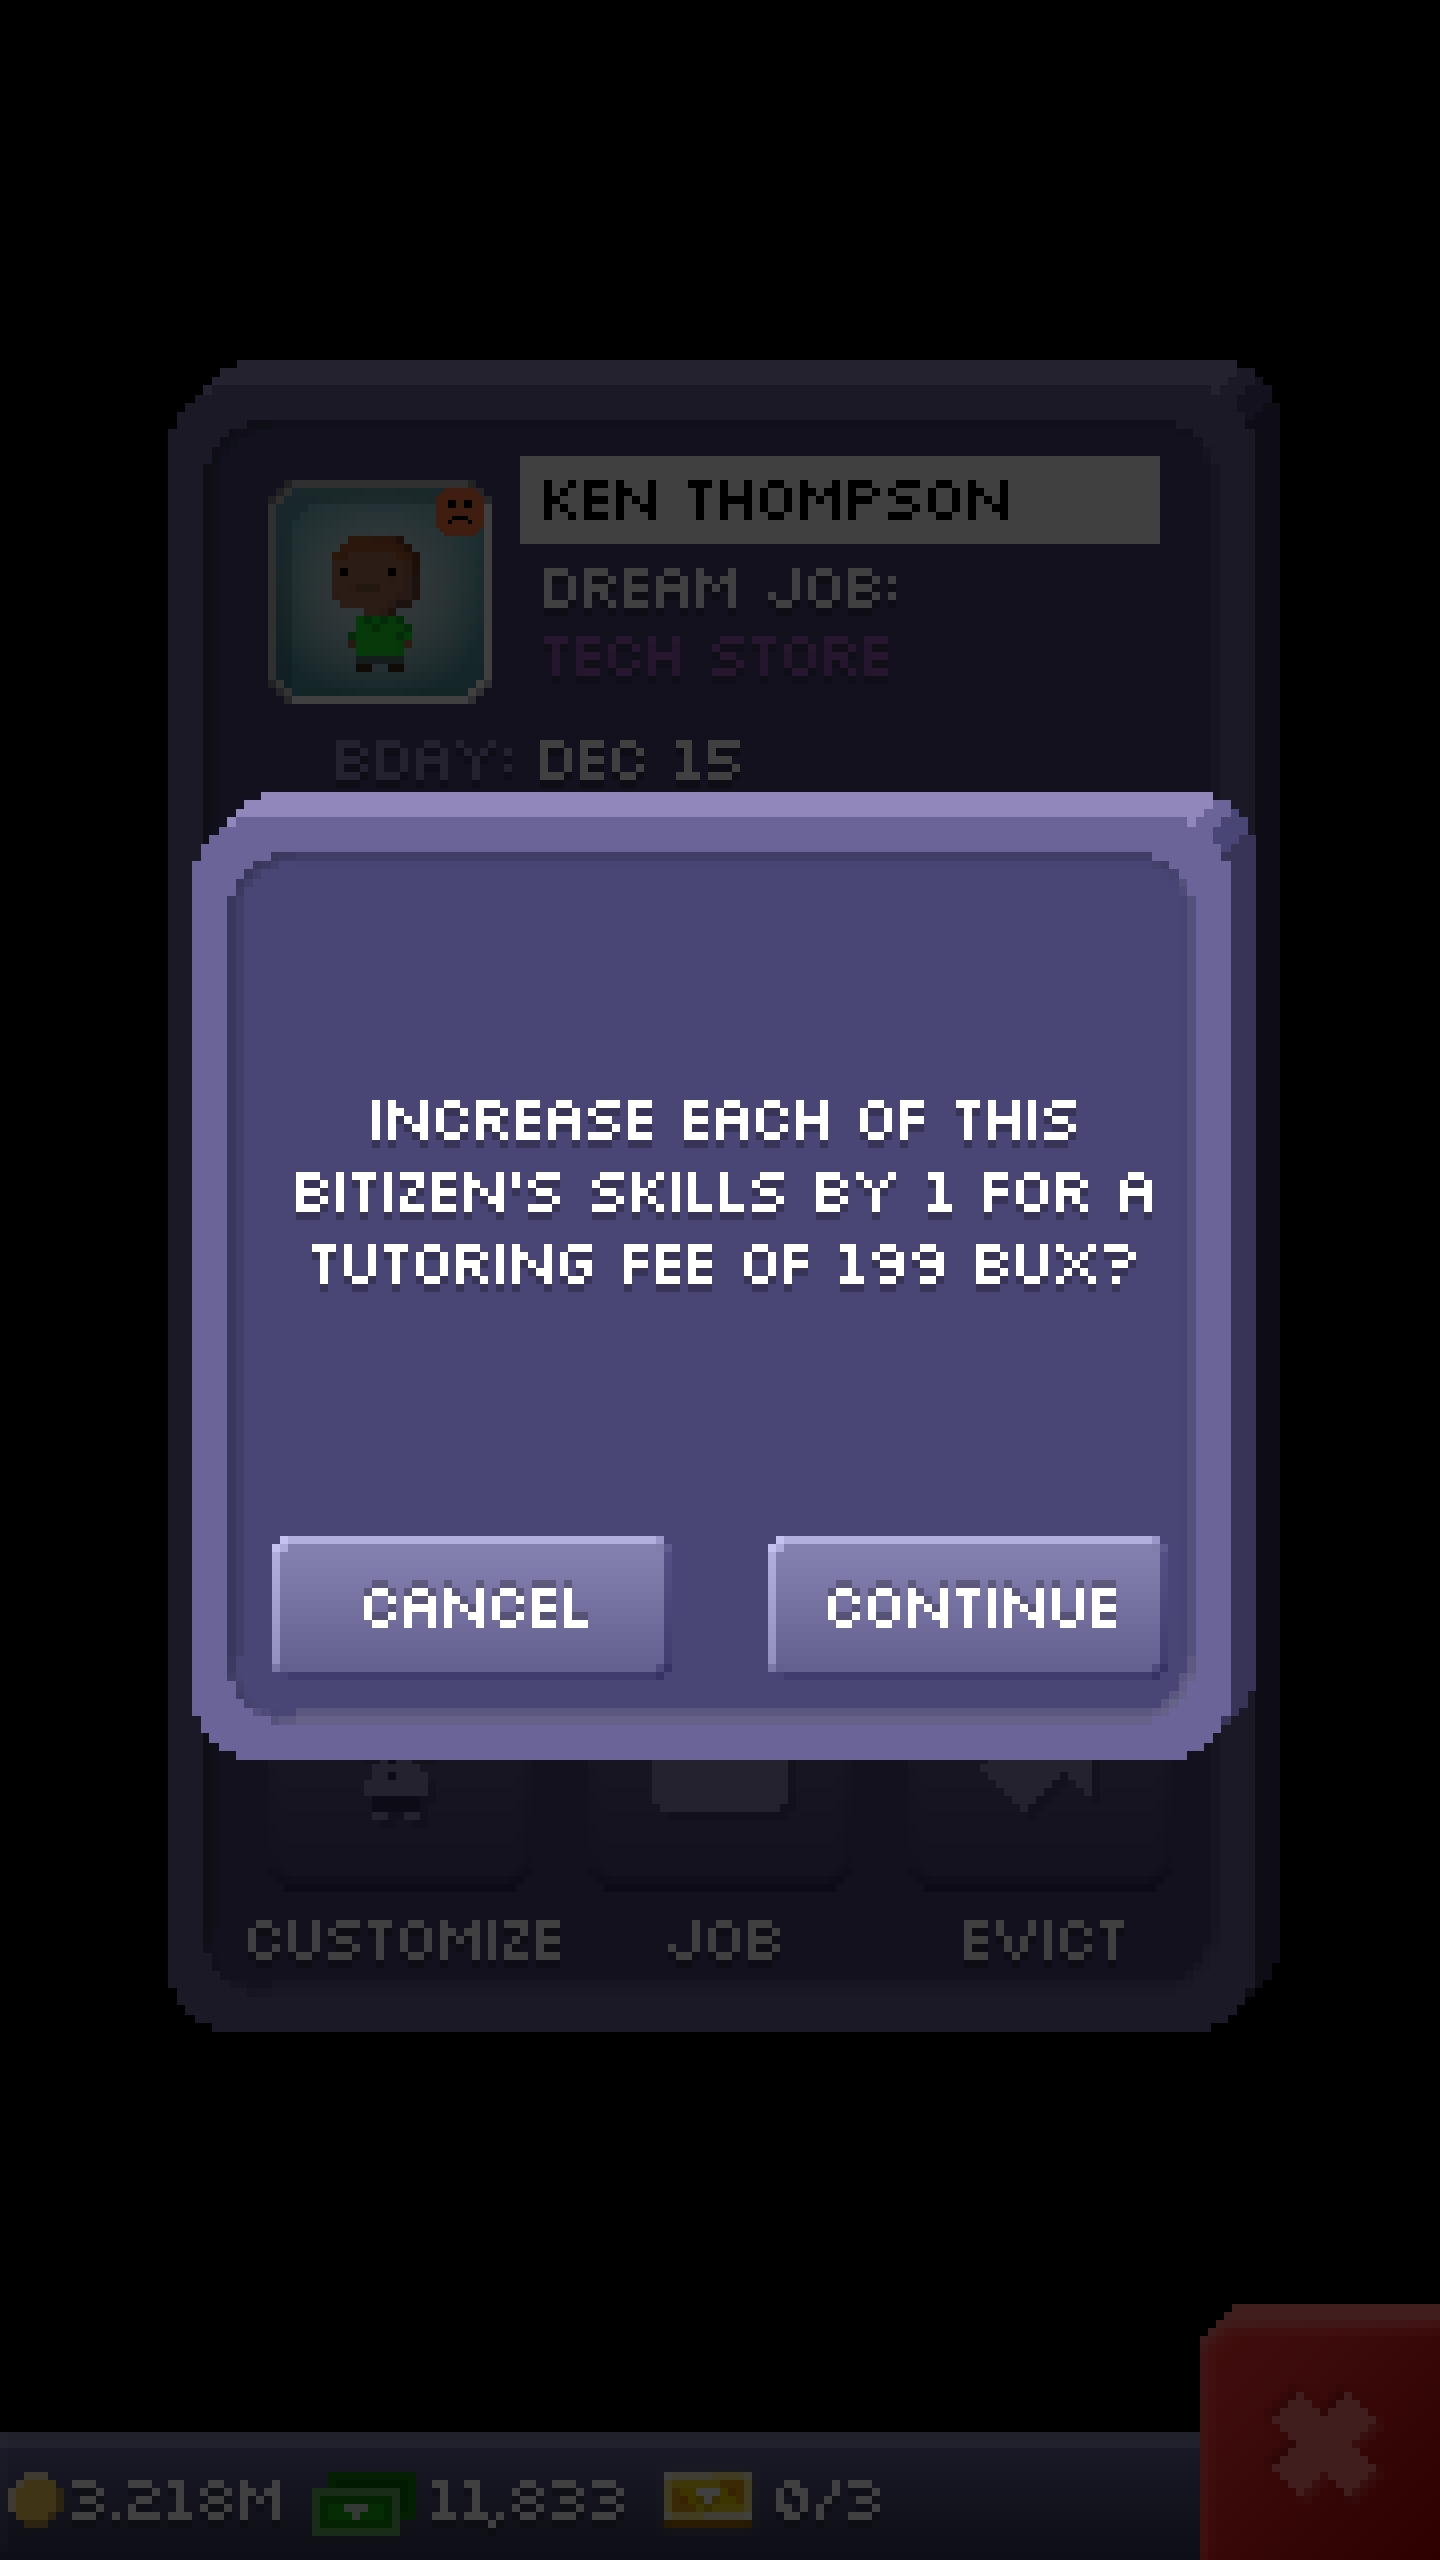 KEN THOMPSON
DREAM JOB:
TECH STORE
BDAY: DEC 15
INCREASE EACH OF THIS
BITIZEN'S SKILLS BY 1 FOR A
TUTORING FEE OF 199 BUX?
CANCEL CONTINUE
CUSTOMIZE JOB EVICT
3.218M 11,833 0/3